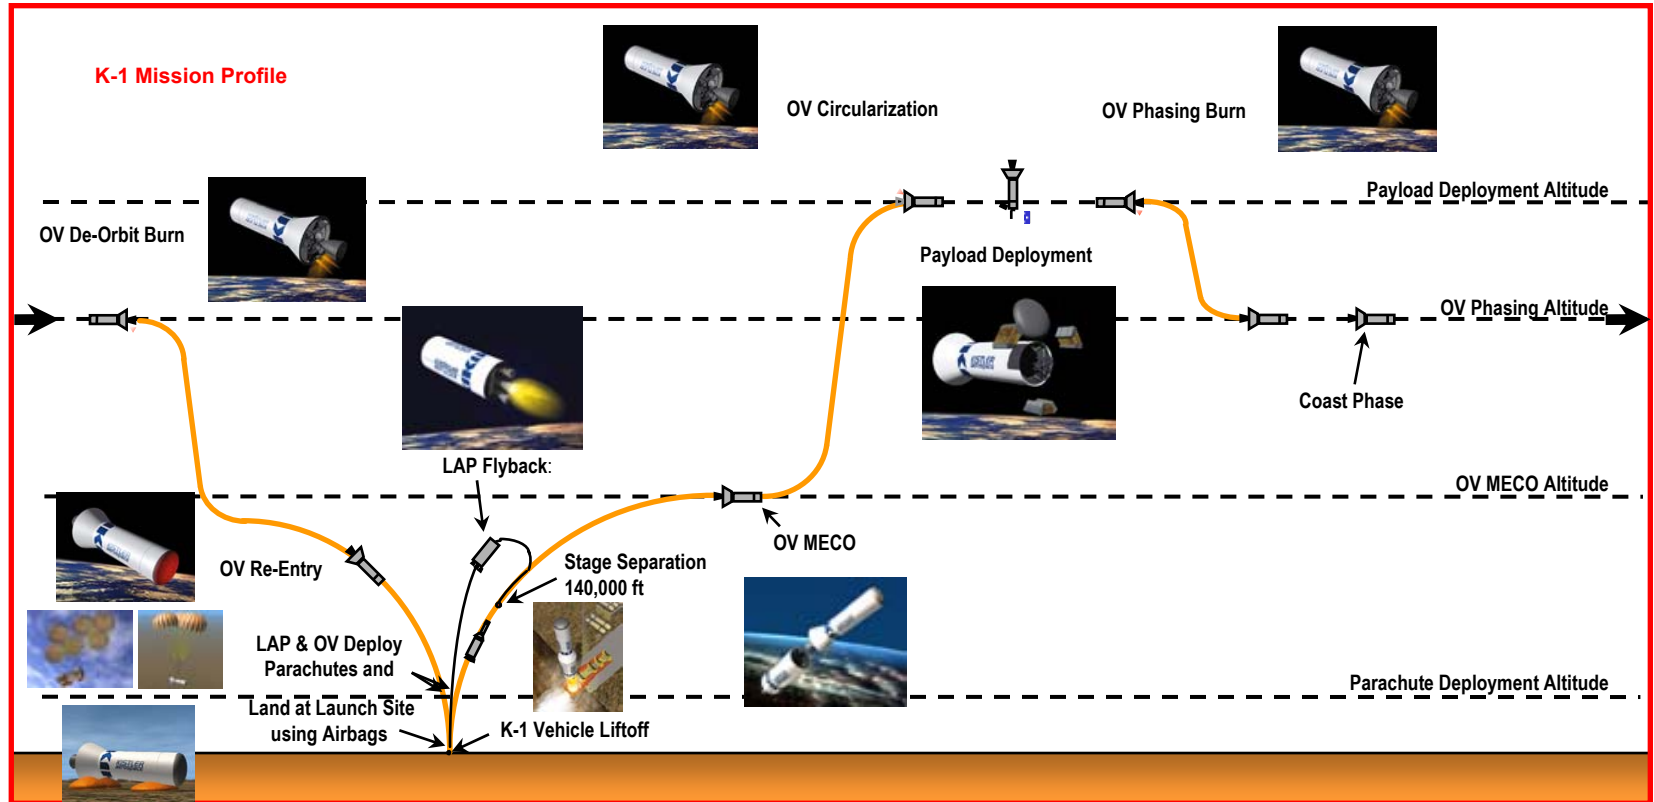 K-1 Mission Profile
OV Circularization
OV Phasing Burn
Payload Deployment Altitude
OV De-Orbit Burn
Payload Deployment
OV Phasing Altitude
Coast Phase
LAP Flyback:
OV MECO Altitude
OV MECO
Stage Separation
140,000 ft
OV Re-Entry
LAP & OV Deploy
Parachutes and
Parachute Deployment Altitude
Land at Launch Site
using Airbags
K-1 Vehicle Liftoff
KISTLER